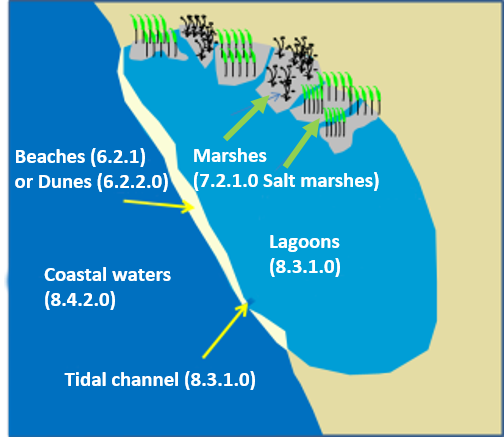 Beaches (6.2.1)
or Dunes (6.2.2.0)
Marshes
(7.2.1.0 Salt marshes)
Lagoons
(8.3.1.0)
Coastal waters
(8.4.2.0)
Tidal channel (8.3.1.0)